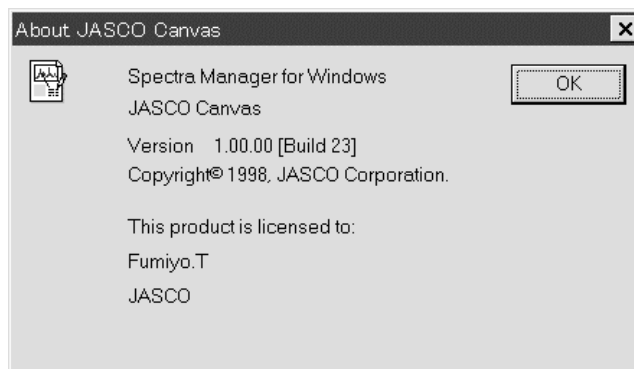 About JASCO Canvas
Spectra Manager for Windows
OK
JASCO Canvas
Version 1.00.00 [Build 23]
Copyright© 1998, JASCO Corporation.
This product is licensed to:
Fumiyo.T
JASCO